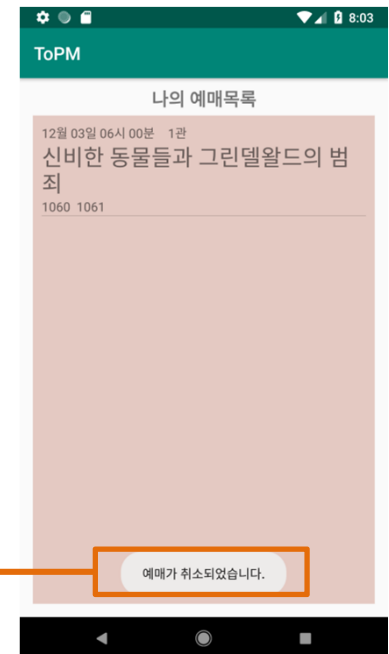 8:03
ToPM
나의 예매목록
12월 03일 06시 00분 1관
신비한 동물들과 그린델왈드의 범
죄
1060 1061
예매가 취소되었습니다.